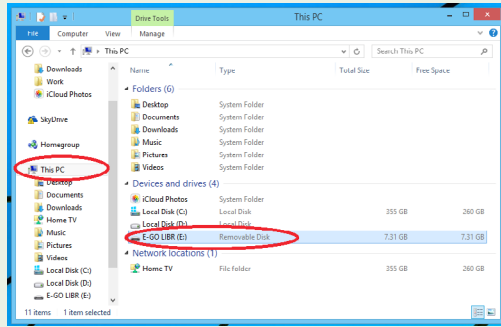 Drive Tools This PC
File Computer View Manage
This PC Search This PC
Downloads
Work
iCloud Photos
SkyDrive
Homegroup
This PC
Desktop
Documents
Downloads
Home TV
Music
Pictures
Videos
Local Disk (C:)
Local Disk (D:)
E-GO LIBR (E:)
Name Type Total Size Free Space
Folders (6)
Desktop System Folder
Documents System Folder
Downloads System Folder
Music System Folder
Pictures System Folder
Videos System Folder
Devices and drives (4)
iCloud Photos System Folder
Local Disk (C:) Local Disk 355 GB 260 GB
Local Disk (D:) Local Disk
E-GO LIBR (E:) Removable Disk 7.31 GB 7.31 GB
Network locations (1)
Home TV File folder 355 GB 260 GB
11 items 1 item selected